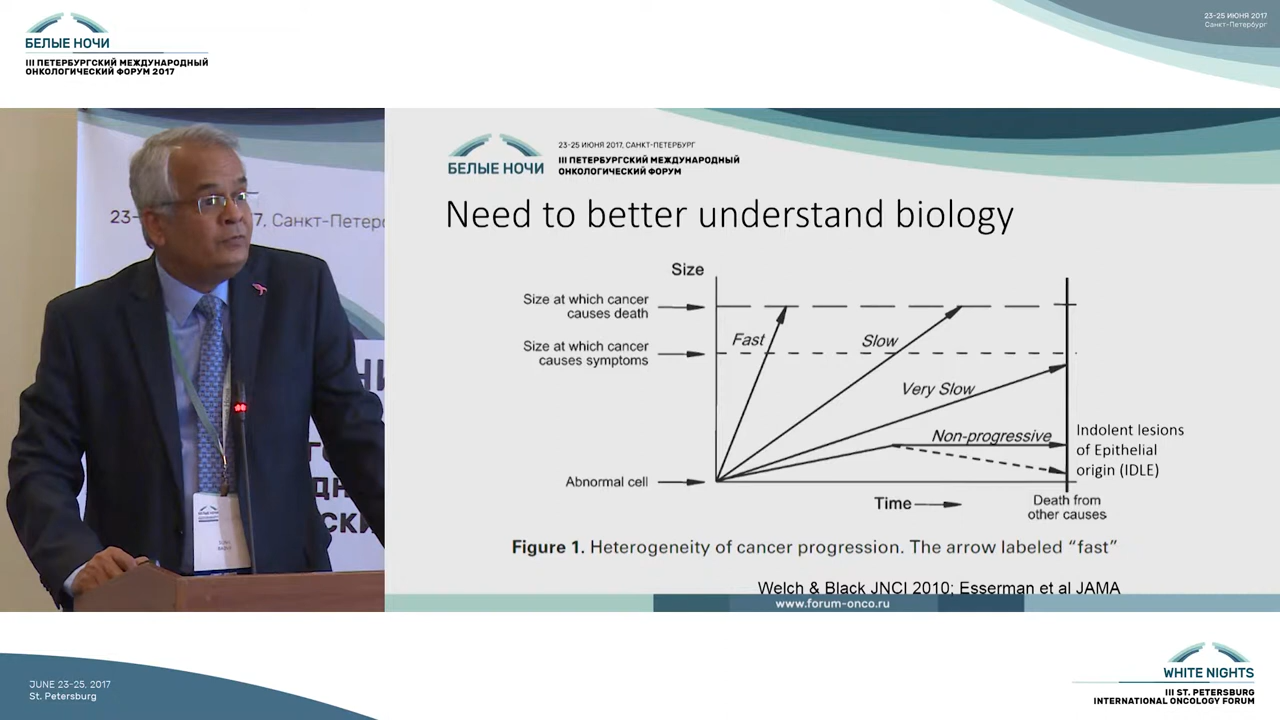 БЕЛЫЕ НОЧИ
III ПЕТЕРБУРГСКИЙ МЕЖДУНАРОДНЫЙ
ОНКОЛОГИЧЕСКИЙ ФОРУМ 2017
23-25 ИЮНЯ 2017
Санкт-Петербург
23-
7, Санкт-Петерб
БЕЛЫЕ НОЧИ
23-25 ИЮНЯ 2017, САНКТ-ПЕТЕРБУРГ
III ПЕТЕРБУРГСКИЙ МЕЖДУНАРОДНЫЙ
ОНКОЛОГИЧЕСКИЙ ФОРУМ
Need to better understand biology
Size
Size at which cancer
causes death
Size at which cancer
causes symptoms
Abnormal cell
Fast
Slow
Very Slow
Non-progressive
Indolent lesions
of Epithelial
origin (IDLE)
Time
Death from
other causes
Figure 1. Heterogeneity of cancer progression. The arrow labeled “fast”
Welch & Black JNCI 2010; Esserman et al JAMA
www.forum-onco.ru
JUNE 23-25, 2017
St. Petersburg
WHITE NIGHTS
III ST. PETERSBURG
INTERNATIONAL ONCOLOGY FORUM